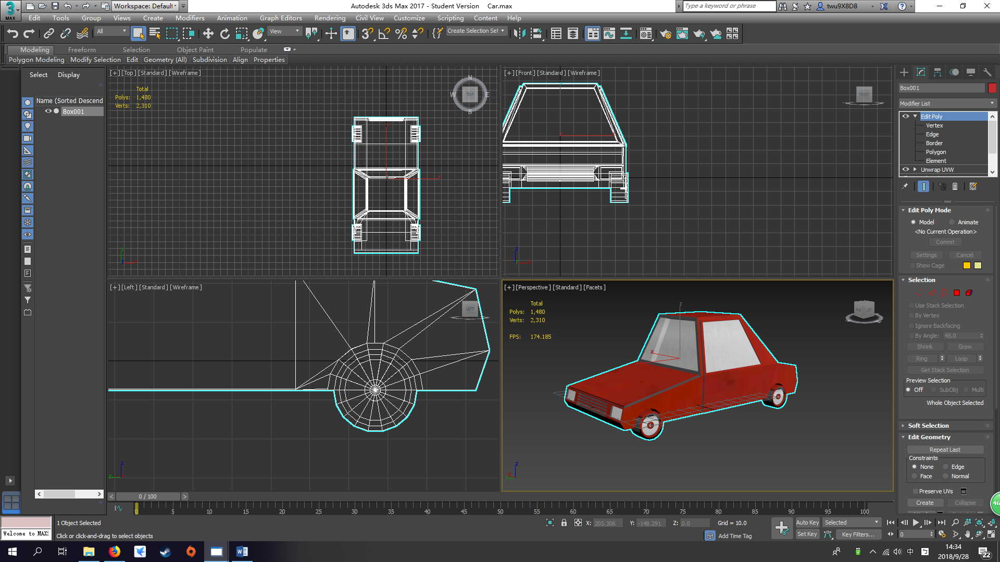 3
MAX
Workspace: Default
Autodesk 3ds Max 2017 - Student Version    Car.max
Type a keyword or phrase
twu9X8D8
Edit Tools Group Views Create Modifiers Animation Graph Editors Rendering Civil View Customize Scripting Content Help
All
View
Create Selection Set
Modeling Freeform Selection Object Paint Populate
Polygon Modeling Modify Selection Edit Geometry (All) Subdivision Align Properties
Select Display
Name (Sorted Descend
Box001
[+] [Top] [Standard] [Wireframe]
Total
Polys: 1,480
Verts: 2,310
N
W TOP E
S
[+] [Front] [Standard] [Wireframe]
FRONT
[+] [Left] [Standard] [Wireframe]
LEFT
[+] [Perspective] [Standard] [Facets]
Total
Polys: 1,480
Verts: 2,310
FPS: 174.185
Box001
Modifier List
Edit Poly
Vertex
Edge
Border
Polygon
Element
Unwrap UVW
Edit Poly Mode
Model Animate
<No Current Operation>
Commit
Settings Cancel
Show Cage
Selection
Use Stack Selection
By Vertex
Ignore Backfacing
By Angle: 45.0
Shrink Grow
Ring Loop
Get Stack Selection
Preview Selection
Off SubObj Multi
Whole Object Selected
Soft Selection
Edit Geometry
Repeat Last
Constraints
None Edge
Face Normal
Preserve UVs
Create Collapse
46
0 / 100
0 5 10 15 20 25 30 35 40 45 50 55 60 65 70 75 80 85 90 95 100
1 Object Selected
Welcome to MAX
Click or click-and-drag to select objects
X: 205.306 Y: -148.291 Z: 0.0 Grid = 10.0
Add Time Tag
Auto Key Selected
Set Key Key Filters...
0
中
14:34
2018/9/28
22